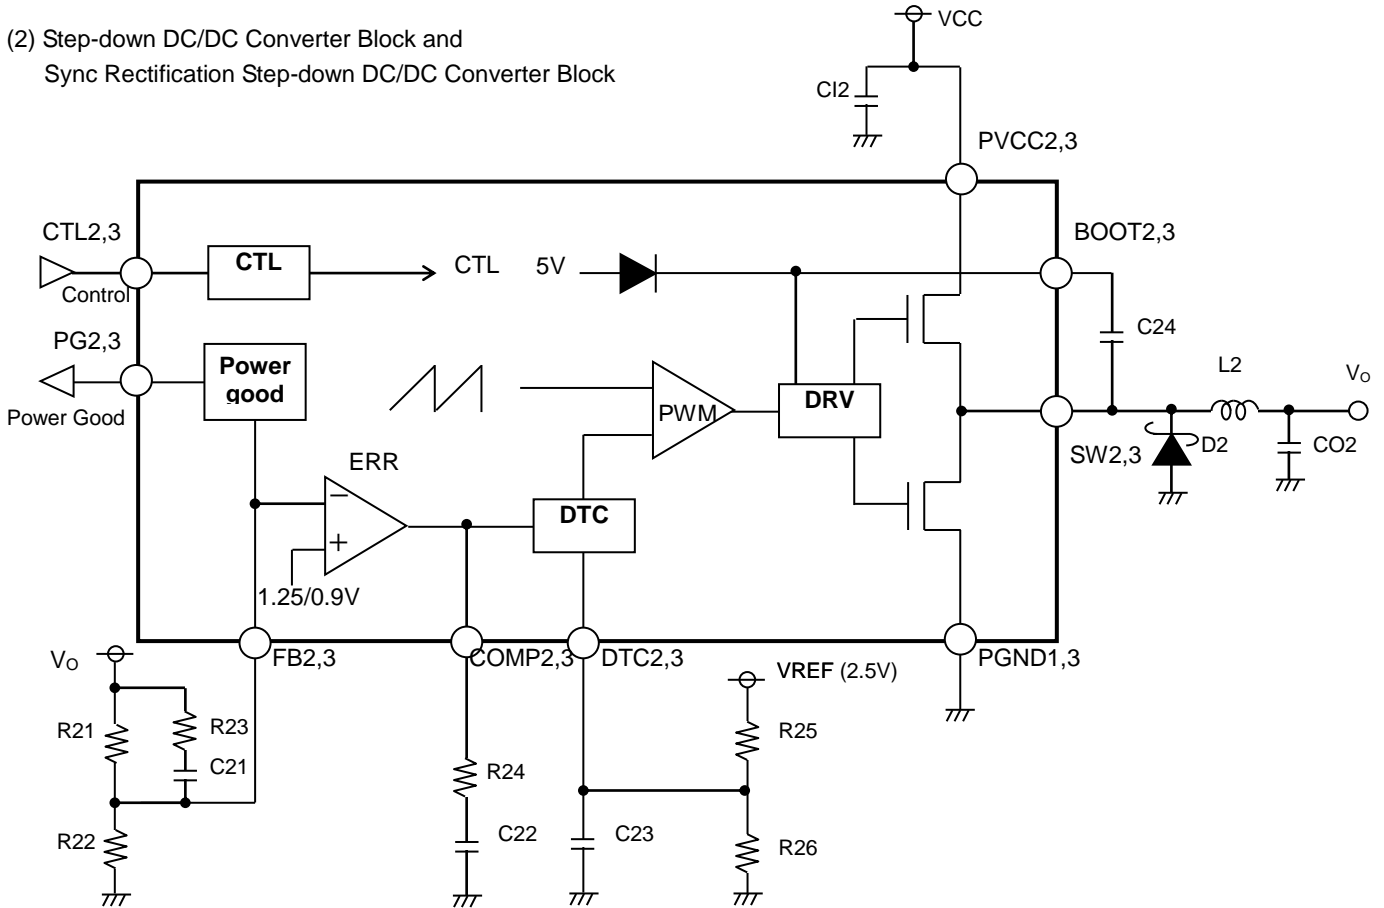 (2) Step-down DC/DC Converter Block and
Sync Rectification Step-down DC/DC Converter Block
VCC
CI2
PVCC2,3
CTL2,3
Control
CTL
CTL
5V
BOOT2,3
PG2,3
Power Good
Power
good
PWM
DRV
C24
L2
VO
SW2,3
D2
CO2
ERR
−
+
1.25/0.9V
DTC
VO
FB2,3
COMP2,3
DTC2,3
PGND1,3
VREF (2.5V)
R21
R23
C21
R22
R24
C22
C23
R25
R26